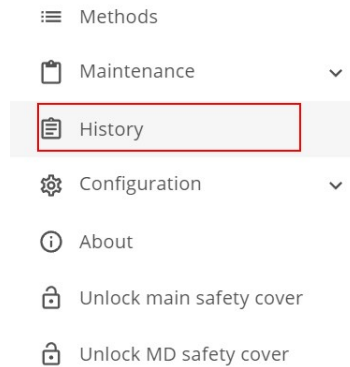 Methods
Maintenance
History
Configuration
About
Unlock main safety cover
Unlock MD safety cover